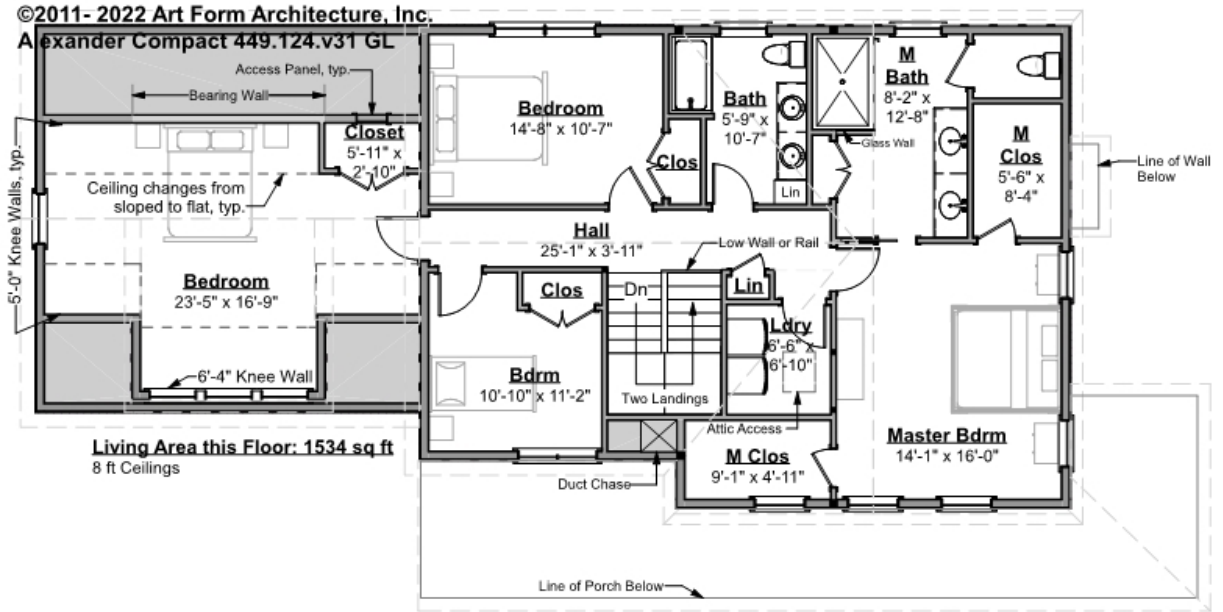 ©2011- 2022 Art Form Architecture, Inc.
Alexander Compact 449.124.v31 GL
Access Panel, typ.
Bearing Wall
5'-0" Knee Walls, typ.
Closet
5'-11" x
2'-10"
Ceiling changes from
sloped to flat, typ.
Bedroom
23'-5" x 16'-9"
6'-4" Knee Wall
Living Area this Floor: 1534 sq ft
8 ft Ceilings
Bedroom
14'-8" x 10'-7"
Clos
Bath
5'-9" x
10'-7"
Lin
M
Bath
8'-2" x
12'-8"
Glass Wall
M
Clos
5'-6" x
8'-4"
Line of Wall
Below
Hall
25'-1" x 3'-11"
Low Wall or Rail
Clos
Dn
Lin
Bdrm
10'-10" x 11'-2"
Two Landings
Ldry
6'-6" x
6'-10"
Attic Access
Duct Chase
M Clos
9'-1" x 4'-11"
Master Bdrm
14'-1" x 16'-0"
Line of Porch Below